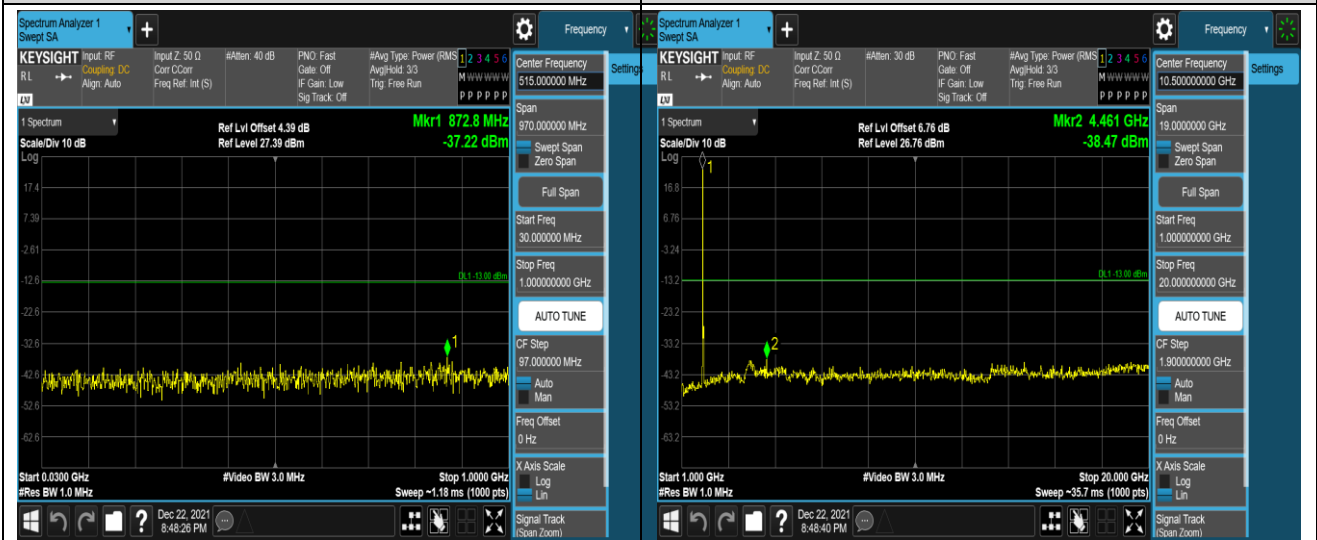 Spectrum Analyzer 1
Swept SA
+
Frequency
KEYSIGHT
Input: RF
Coupling: DC
Align: Auto
Input Z: 50 Ω
Corr CCorr
Freq Ref: Int (S)
#Atten: 40 dB
PNO: Fast
Gate: Off
IF Gain: Low
Sig Track: Off
#Avg Type: Power (RMS
Avg|Hold: 3/3
Trig: Free Run
1 2 3 4 5 6
M W W W W W
P P P P P P
RL
LXI
Center Frequency
515.000000 MHz
Settings
1 Spectrum
Scale/Div 10 dB
Log
Ref Lvl Offset 4.39 dB
Ref Level 27.39 dBm
Mkr1 872.8 MHz
-37.22 dBm
17.4
7.39
-2.61
-12.6
-22.6
-32.6
-42.6
-52.6
-62.6
DL1 -13.00 dBm
1
Start 0.0300 GHz
#Res BW 1.0 MHz
#Video BW 3.0 MHz
Stop 1.0000 GHz
Sweep ~1.18 ms (1000 pts)
Span
970.000000 MHz
Swept Span
Zero Span
Full Span
Start Freq
30.000000 MHz
Stop Freq
1.000000000 GHz
AUTO TUNE
CF Step
97.000000 MHz
Auto
Man
Freq Offset
0 Hz
X Axis Scale
Log
Lin
Signal Track
(Span Zoom)
?
Dec 22, 2021
8:48:26 PM
Spectrum Analyzer 1
Swept SA
+
Frequency
KEYSIGHT
Input: RF
Coupling: DC
Align: Auto
Input Z: 50 Ω
Corr CCorr
Freq Ref: Int (S)
#Atten: 30 dB
PNO: Fast
Gate: Off
IF Gain: Low
Sig Track: Off
#Avg Type: Power (RMS
Avg|Hold: 3/3
Trig: Free Run
1 2 3 4 5 6
M W W W W W
P P P P P P
RL
LXI
Center Frequency
10.500000000 GHz
Settings
1 Spectrum
Scale/Div 10 dB
Log
Ref Lvl Offset 6.76 dB
Ref Level 26.76 dBm
Mkr2 4.461 GHz
-38.47 dBm
16.8
6.76
-3.24
-13.2
-23.2
-33.2
-43.2
-53.2
-63.2
DL1 -13.00 dBm
1
2
Start 1.000 GHz
#Res BW 1.0 MHz
#Video BW 3.0 MHz
Stop 20.000 GHz
Sweep ~35.7 ms (1000 pts)
Span
19.0000000 GHz
Swept Span
Zero Span
Full Span
Start Freq
1.000000000 GHz
Stop Freq
20.000000000 GHz
AUTO TUNE
CF Step
1.900000000 GHz
Auto
Man
Freq Offset
0 Hz
X Axis Scale
Log
Lin
Signal Track
(Span Zoom)
?
Dec 22, 2021
8:48:40 PM